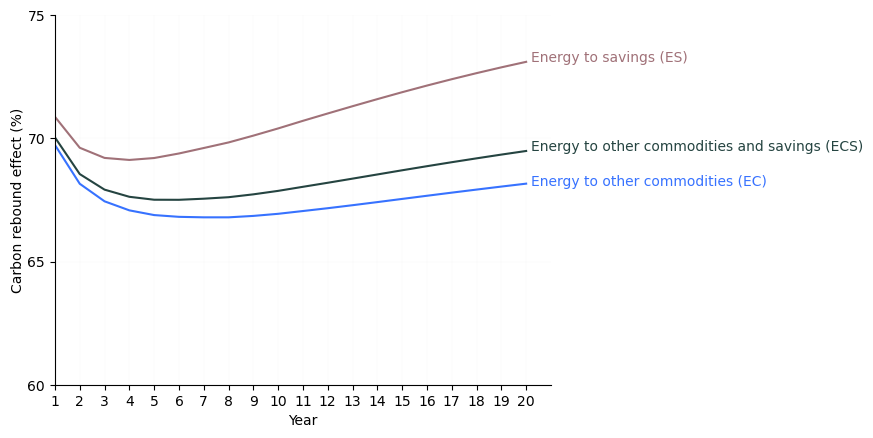 75
70
65
60
Carbon rebound effect (%)
Energy to savings (ES)
Energy to other commodities and savings (ECS)
Energy to other commodities (EC)
1 2 3 4 5 6 7 8 9 10 11 12 13 14 15 16 17 18 19 20
Year